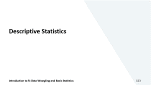 Descriptive Statistics
Introduction to R: Data Wrangling and Basic Statistics